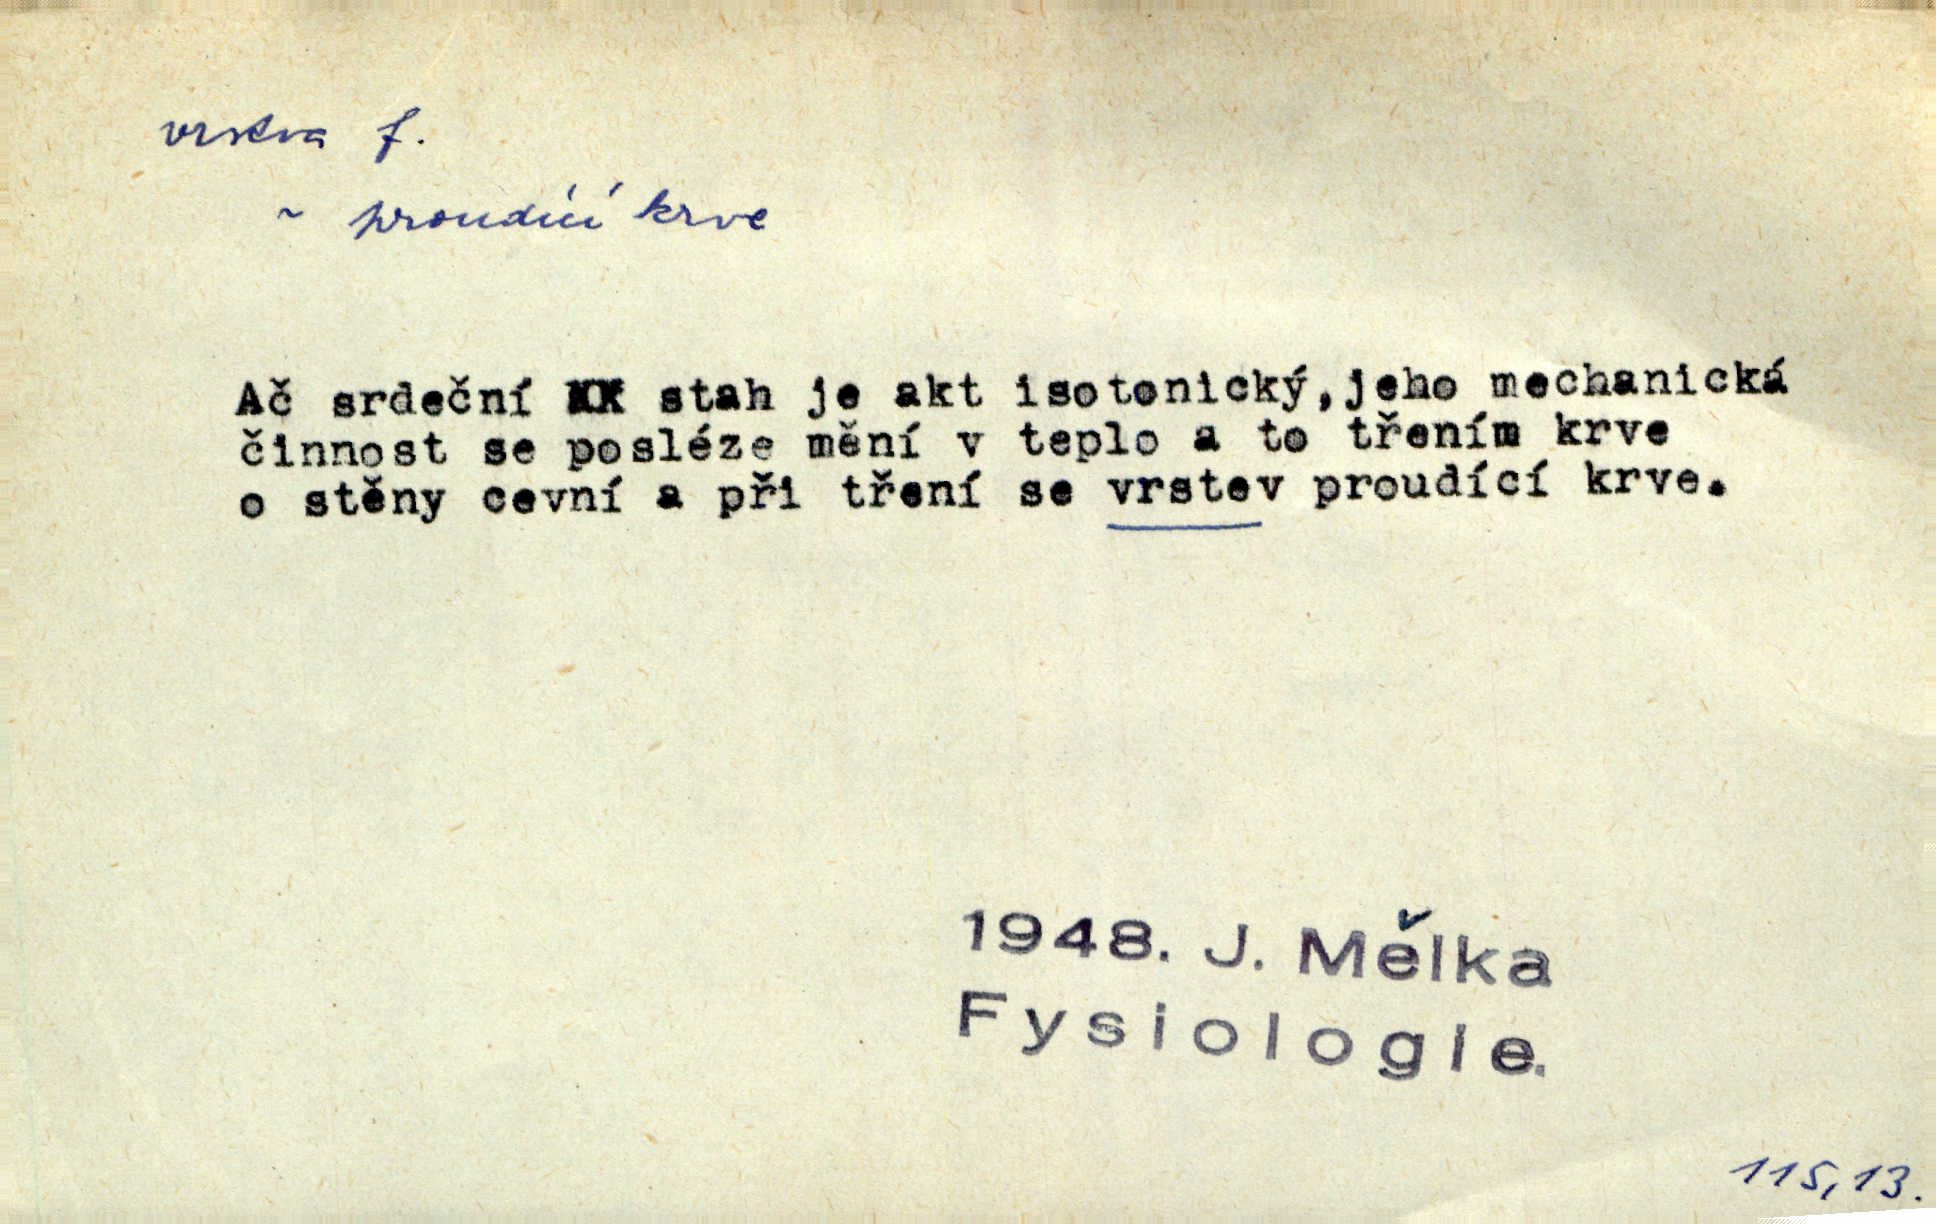 vrstva f.
~ proudící krve
Ač srdeční stah je akt isotonický,jeho mechanická
činnost se posléze mění v teplo a to třením krve
o stěny cevní a při tření se vrstev proudící krve.
1948. J. Mělka
Fysiologie.
115,13.